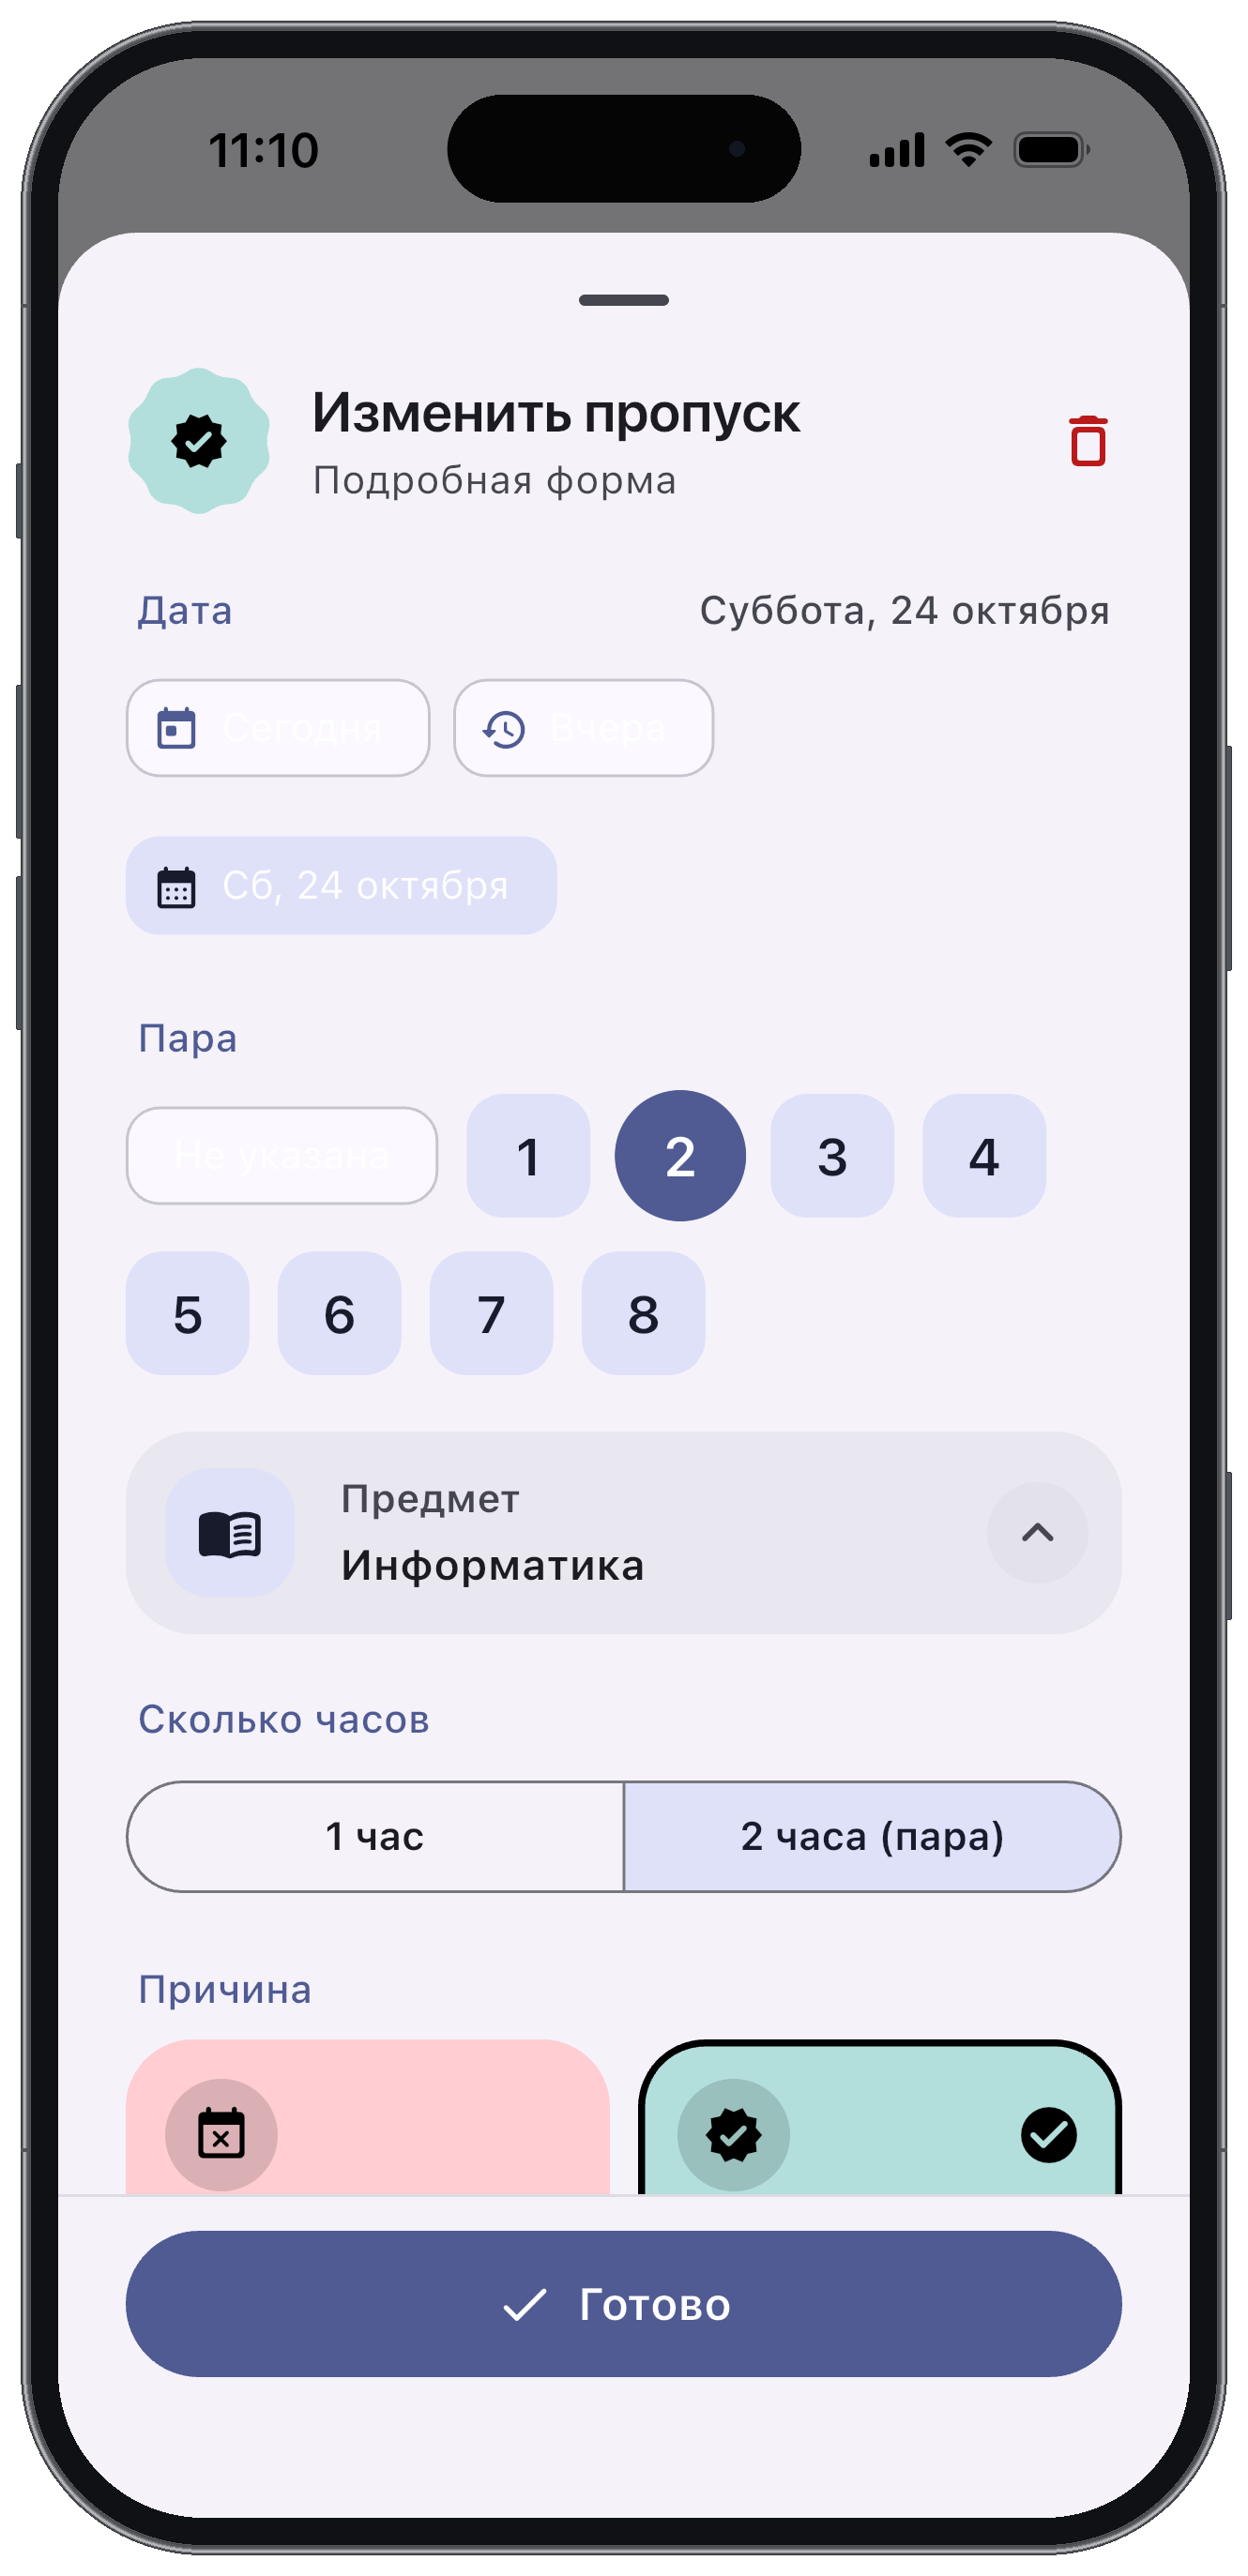 11:10
Изменить пропуск
Подробная форма
Дата
Суббота, 24 октября
Сегодня
Вчера
Сб, 24 октября
Пара
Не указана
1
2
3
4
5
6
7
8
Предмет
Информатика
Сколько часов
1 час
2 часа (пара)
Причина
Готово